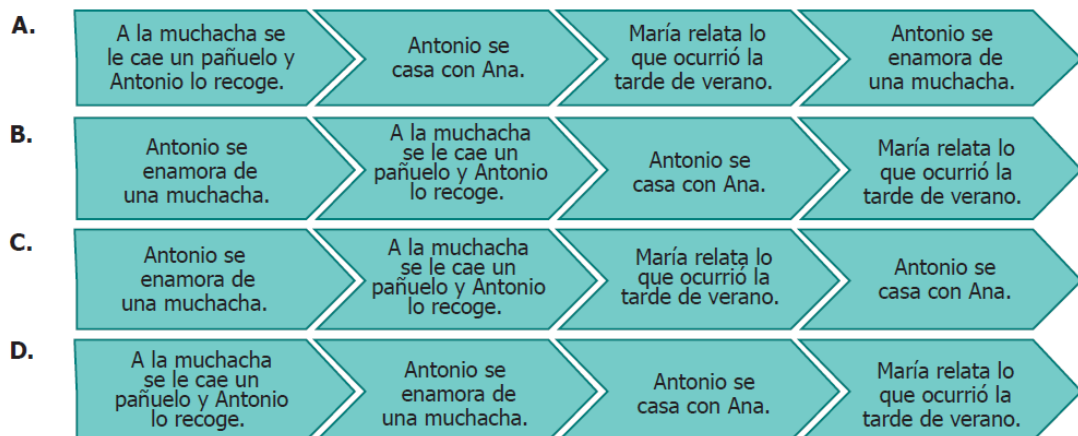 A.
A la muchacha se
le cae un pañuelo y
Antonio lo recoge.
Antonio se
casa con Ana.
María relata lo
que ocurrió la
tarde de verano.
Antonio se
enamora de
una muchacha.
B.
Antonio se
enamora de
una muchacha.
A la muchacha
se le cae un
pañuelo y Antonio
lo recoge.
Antonio se
casa con Ana.
María relata lo
que ocurrió la
tarde de verano.
C.
Antonio se
enamora de
una muchacha.
A la muchacha
se le cae un
pañuelo y Antonio
lo recoge.
María relata lo
que ocurrió la
tarde de verano.
Antonio se
casa con Ana.
D.
A la muchacha
se le cae un
pañuelo y Antonio
lo recoge.
Antonio se
enamora de
una muchacha.
Antonio se
casa con Ana.
María relata lo
que ocurrió la
tarde de verano.